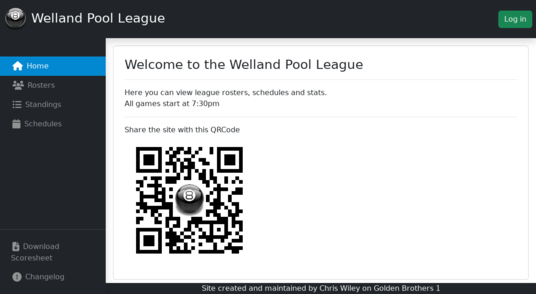 Welland Pool League
Log in
Home
Rosters
Standings
Schedules
Download
Scoresheet
Changelog
Welcome to the Welland Pool League
Here you can view league rosters, schedules and stats.
All games start at 7:30pm
Share the site with this QRCode
8
Site created and maintained by Chris Wiley on Golden Brothers 1